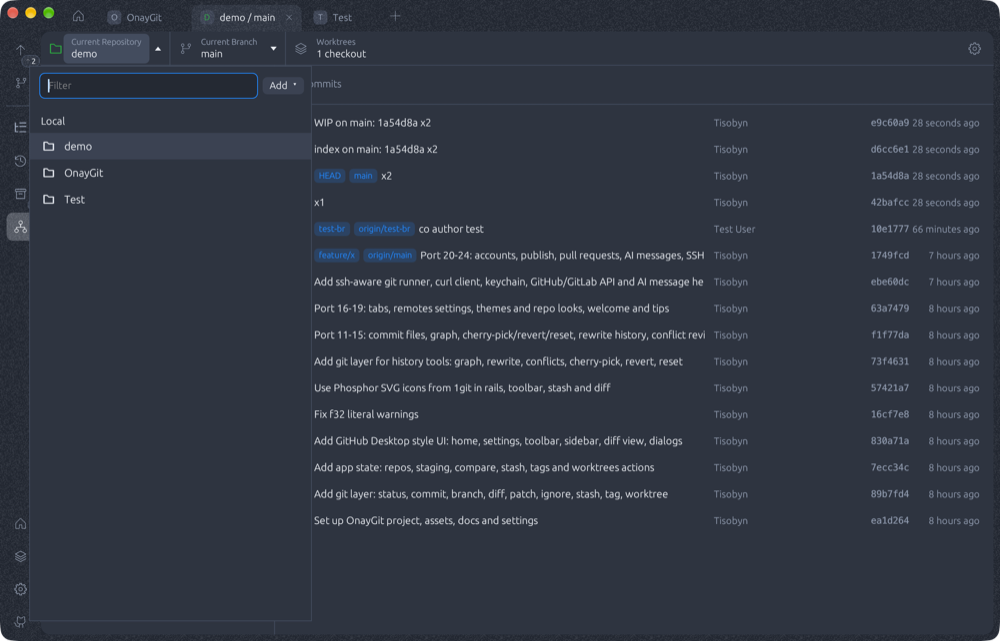 O OnayGit D demo / main × T Test
Current Repository
demo
Current Branch
main
Worktrees
1 checkout
2
Filter
Add
ommits
Local
demo
OnayGit
Test
WIP on main: 1a54d8a x2 Tisobyn e9c60a9 28 seconds ago
index on main: 1a54d8a x2 Tisobyn d6cc6e1 28 seconds ago
HEAD main x2 Tisobyn 1a54d8a 28 seconds ago
x1 Tisobyn 42bafcc 28 seconds ago
test-br origin/test-br co author test Test User 10e1777 66 minutes ago
feature/x origin/main Port 20-24: accounts, publish, pull requests, AI messages, SSH Tisobyn 1749fcd 7 hours ago
Add ssh-aware git runner, curl client, keychain, GitHub/GitLab API and AI message he Tisobyn ebe60dc 7 hours ago
Port 16-19: tabs, remotes settings, themes and repo looks, welcome and tips Tisobyn 63a7479 8 hours ago
Port 11-15: commit files, graph, cherry-pick/revert/reset, rewrite history, conflict revi Tisobyn f1f77da 8 hours ago
Add git layer for history tools: graph, rewrite, conflicts, cherry-pick, revert, reset Tisobyn 73f4631 8 hours ago
Use Phosphor SVG icons from 1git in rails, toolbar, stash and diff Tisobyn 57421a7 8 hours ago
Fix f32 literal warnings Tisobyn 16cf7e8 8 hours ago
Add GitHub Desktop style UI: home, settings, toolbar, sidebar, diff view, dialogs Tisobyn 830a71a 8 hours ago
Add app state: repos, staging, compare, stash, tags and worktrees actions Tisobyn 7ecc34c 8 hours ago
Add git layer: status, commit, branch, diff, patch, ignore, stash, tag, worktree Tisobyn 89b7fd4 8 hours ago
Set up OnayGit project, assets, docs and settings Tisobyn ea1d264 8 hours ago